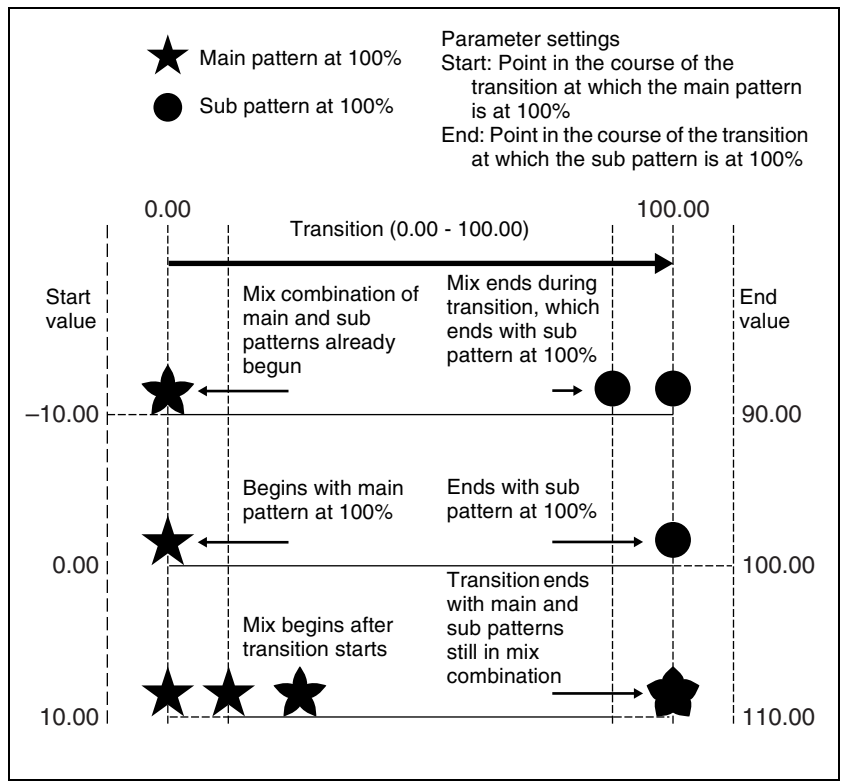 Main pattern at 100%
Sub pattern at 100%
Parameter settings
Start: Point in the course of the
transition at which the main pattern
is at 100%
End: Point in the course of the transition
at which the sub pattern is at 100%
0.00
100.00
Transition (0.00 - 100.00)
Start
value
End
value
Mix combination of
main and sub
patterns already
begun
Mix ends during
transition, which
ends with sub
pattern at 100%
–10.00
90.00
Begins with main
pattern at 100%
Ends with sub
pattern at 100%
0.00
100.00
Mix begins after
transition starts
Transition ends
with main and
sub patterns
still in mix
combination
10.00
110.00